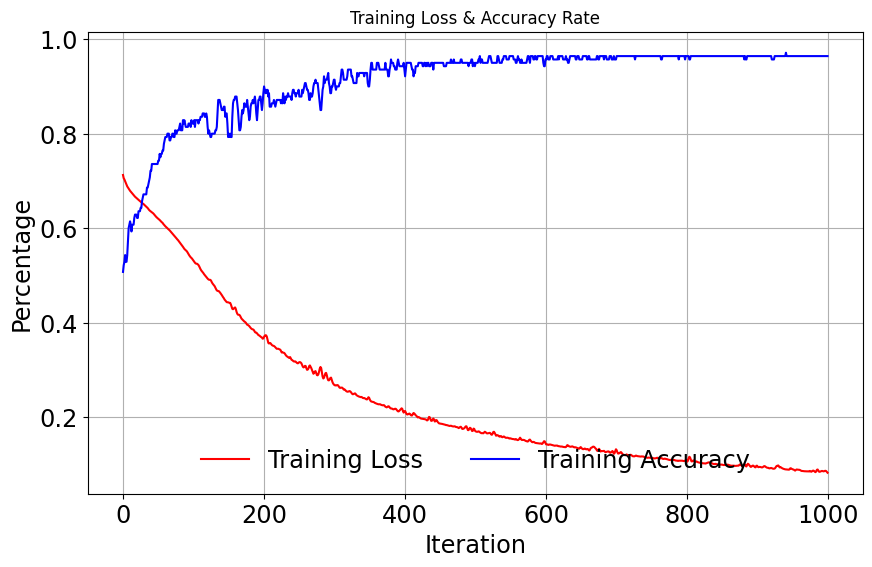 Training Loss & Accuracy Rate
1.0
0.8
0.6
0.4
0.2
Percentage
Training Loss
Training Accuracy
0 200 400 600 800 1000
Iteration